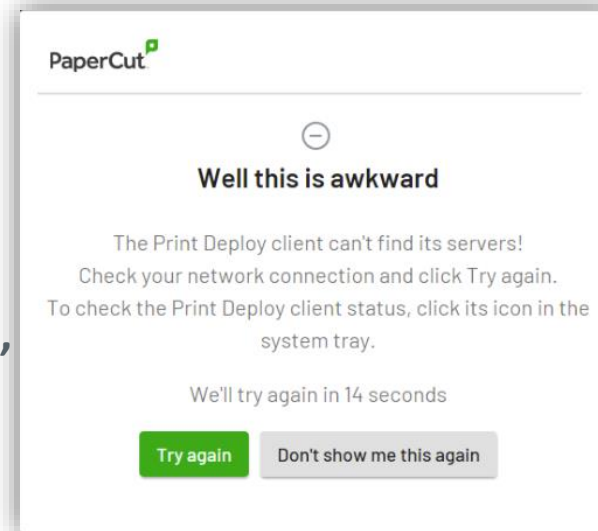 PaperCut
Well this is awkward
The Print Deploy client can't find its servers!
Check your network connection and click Try again.
To check the Print Deploy client status, click its icon in the
system tray.
We'll try again in 14 seconds
Try again
Don't show me this again
,